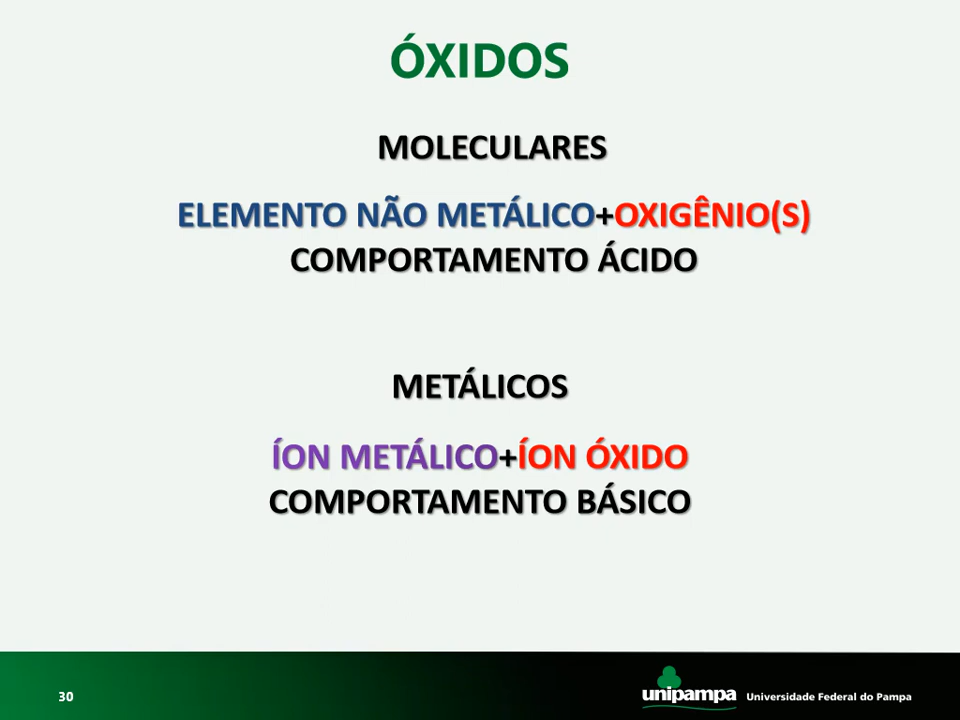 ÓXIDOS
MOLECULARES
ELEMENTO NÃO METÁLICO+OXIGÊNIO(S)
COMPORTAMENTO ÁCIDO
METÁLICOS
ÍON METÁLICO+ÍON ÓXIDO
COMPORTAMENTO BÁSICO
30
unipampa
Universidade Federal do Pampa